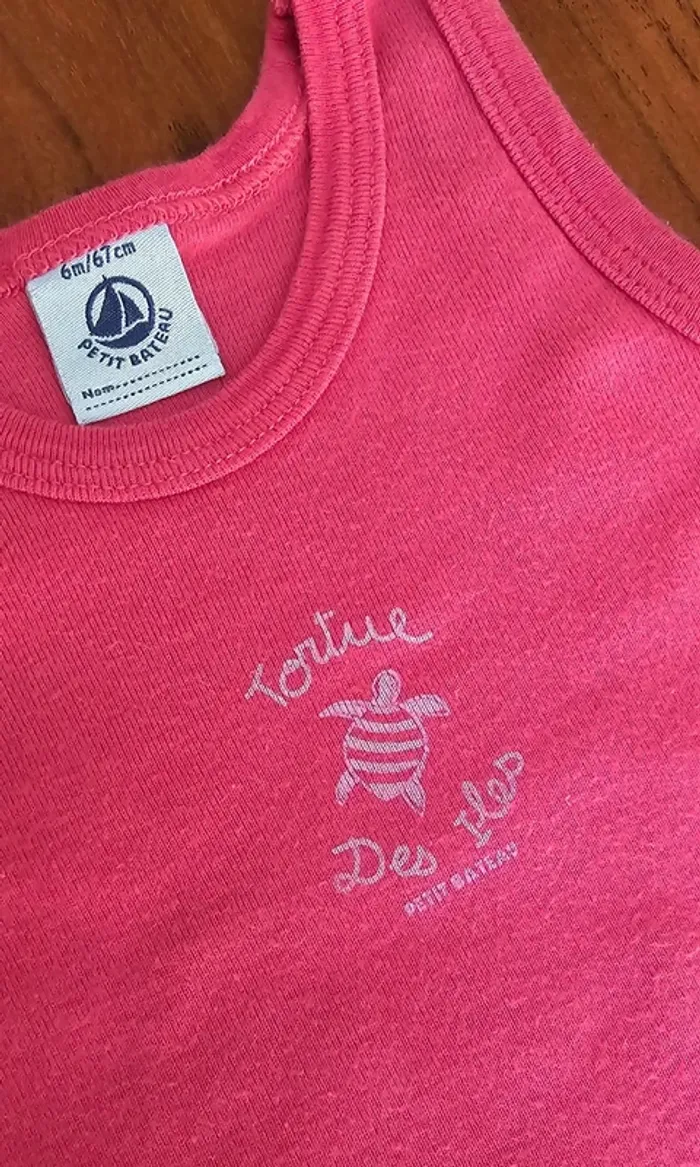 6m/67cm
PETIT BATEAU
Nom
Tortue
Des Iles
PETIT BATEAU